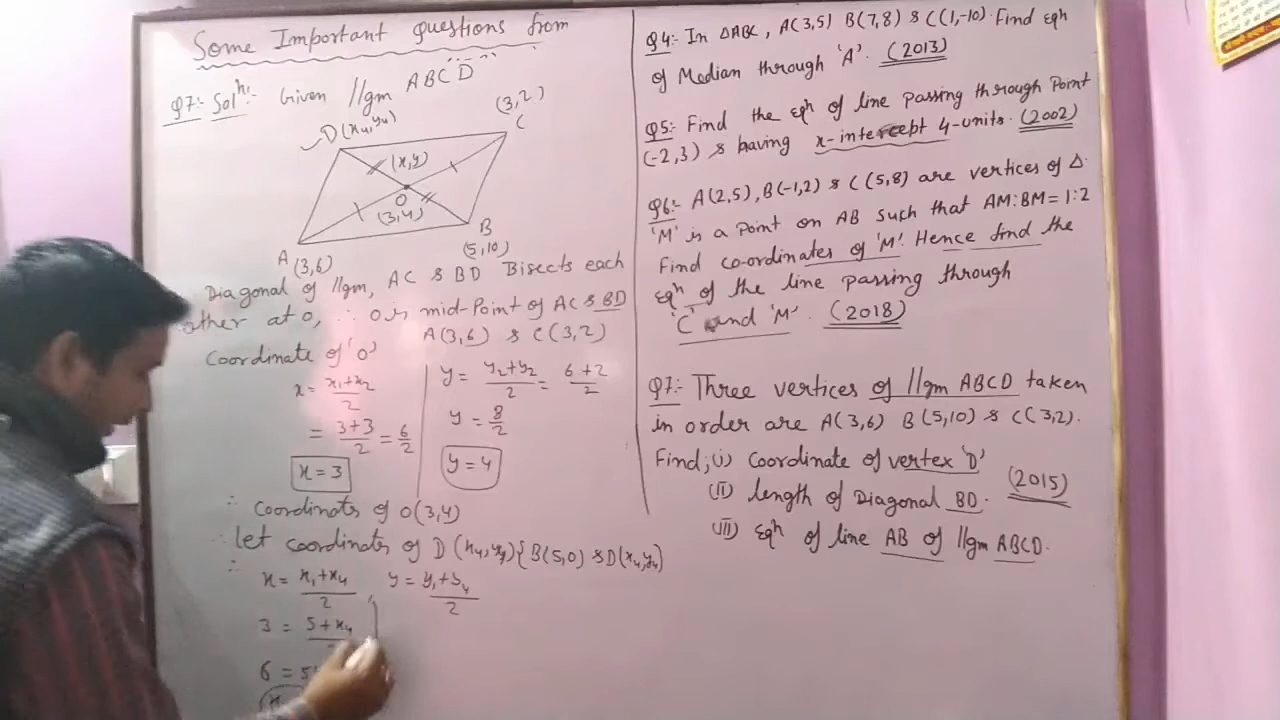 Some Important Questions from
Q7:- Solⁿ:- Given //gm ABCD
D(x₄,y₄)
(3,2)
C
(x,y)
O
(3,4)
B
(5,10)
A (3,6)
Diagonal of //gm, AC & BD Bisects each
other at O, ∴ O is mid-Point of AC & BD
A(3,6) & C(3,2)
Coordinate of 'O'
x = x₁+x₂/2
= 3+3/2 = 6/2
x = 3
y = y₂+y₂/2 = 6+2/2
y = 8/2
y = 4
∴ Coordinates of O(3,4)
let coordinates of D(x₄,y₄){B(5,0) & D(x₄,y₄)
∴ x = x₁+x₄/2 , y = y₁+y₄/2
3 = 5+x₄
6 = 5
Q4:- In △ABC, A(3,5) B(7,8) & C(1,-10). Find eqⁿ
of Median through 'A'. (2013)
Q5:- Find the eqⁿ of line passing through Point
(-2,3) & having x-intercept 4-units. (2002)
Q6:- A(2,5), B(-1,2) & C(5,8) are vertices of △.
'M' is a Point on AB such that AM:BM=1:2
Find co-ordinates of 'M'. Hence find the
eqⁿ of the line passing through
'C' and 'M'. (2018)
Q7:- Three vertices of //gm ABCD taken
in order are A(3,6) B(5,10) & C(3,2).
Find; (i) Coordinate of vertex 'D'
(ii) length of Diagonal BD.
(2015)
(iii) Eqⁿ of line AB of //gm ABCD.